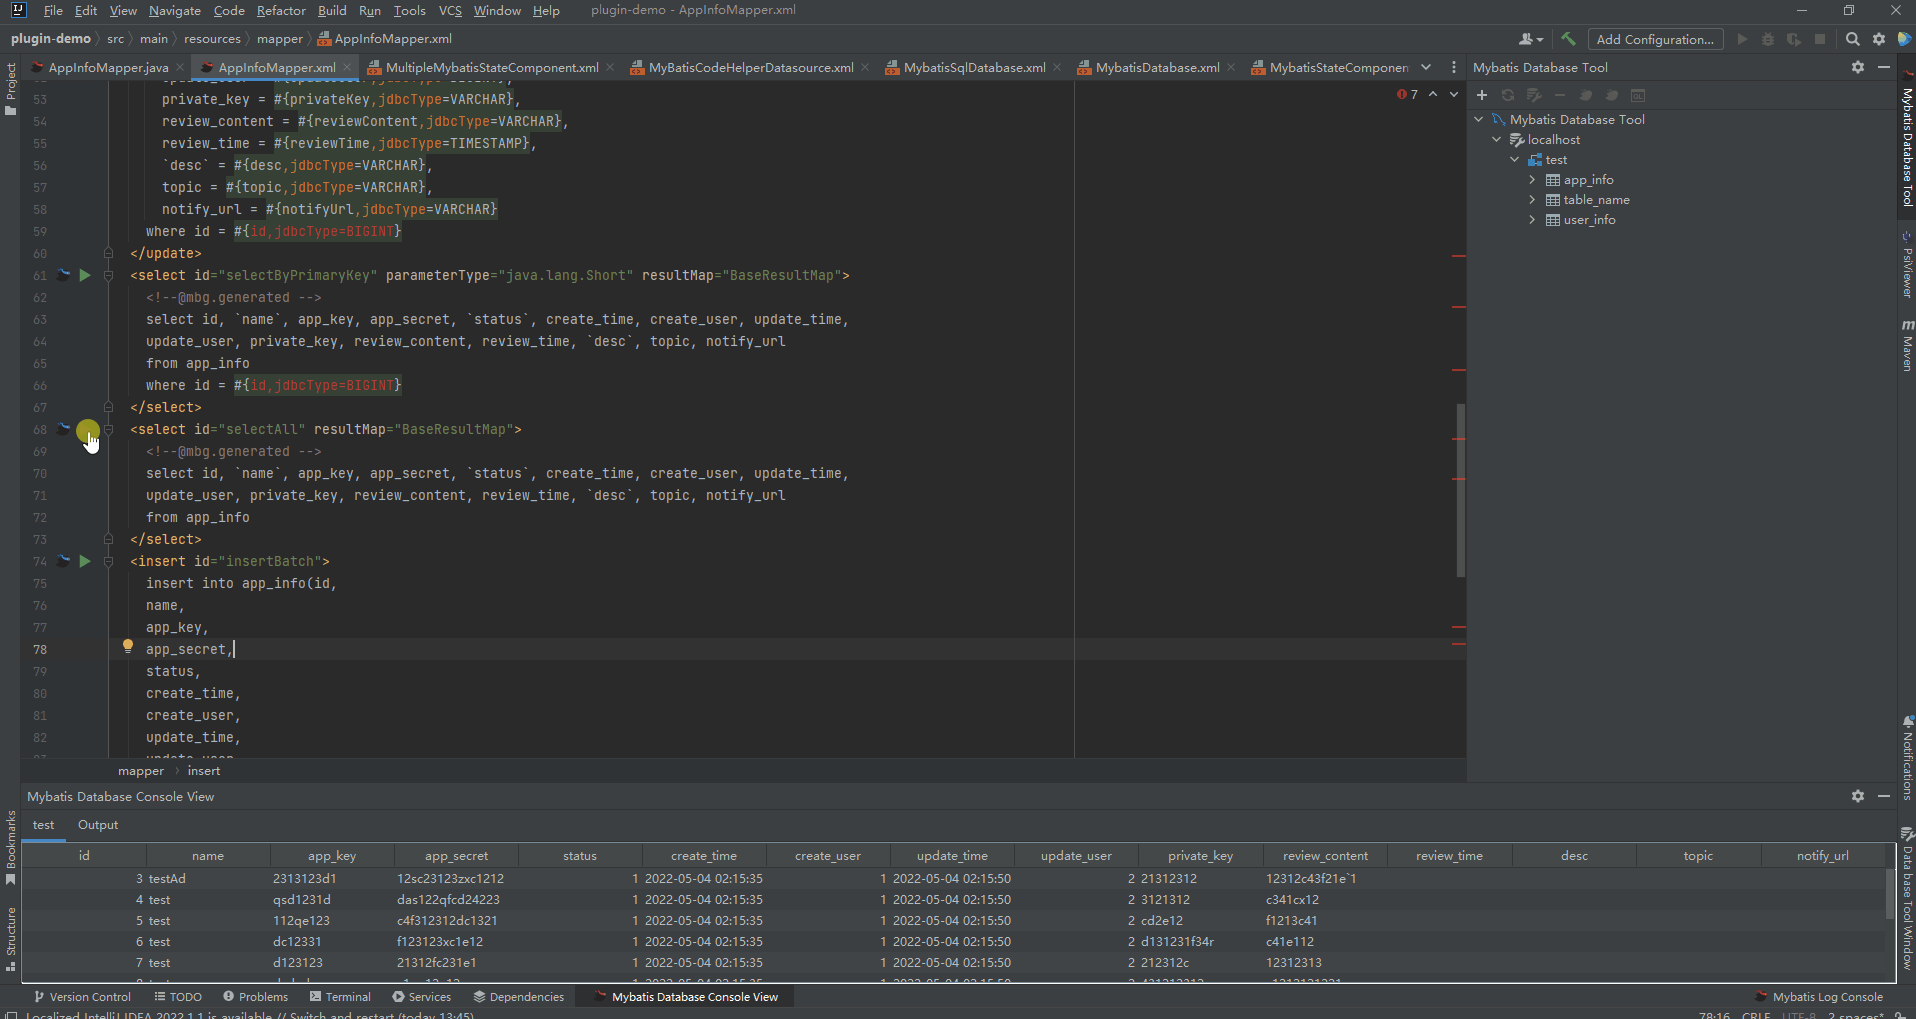 File Edit View Navigate Code Refactor Build Run Tools VCS Window Help plugin-demo - AppInfoMapper.xml
plugin-demo src main resources mapper AppInfoMapper.xml Add Configuration...
AppInfoMapper.java AppInfoMapper.xml MultipleMybatisStateComponent.xml MyBatisCodeHelperDatasource.xml MybatisSqlDatabase.xml MybatisDatabase.xml MybatisStateComponen
Mybatis Database Tool
Project
53 private_key = #{privateKey,jdbcType=VARCHAR},
7
54 review_content = #{reviewContent,jdbcType=VARCHAR},
55 review_time = #{reviewTime,jdbcType=TIMESTAMP},
56 `desc` = #{desc,jdbcType=VARCHAR},
57 topic = #{topic,jdbcType=VARCHAR},
58 notify_url = #{notifyUrl,jdbcType=VARCHAR}
59 where id = #{id,jdbcType=BIGINT}
60 </update>
61 <select id="selectByPrimaryKey" parameterType="java.lang.Short" resultMap="BaseResultMap">
62 <!--@mbg.generated -->
63 select id, `name`, app_key, app_secret, `status`, create_time, create_user, update_time,
64 update_user, private_key, review_content, review_time, `desc`, topic, notify_url
65 from app_info
66 where id = #{id,jdbcType=BIGINT}
67 </select>
68 <select id="selectAll" resultMap="BaseResultMap">
69 <!--@mbg.generated -->
70 select id, `name`, app_key, app_secret, `status`, create_time, create_user, update_time,
71 update_user, private_key, review_content, review_time, `desc`, topic, notify_url
72 from app_info
73 </select>
74 <insert id="insertBatch">
75 insert into app_info(id,
76 name,
77 app_key,
78 app_secret,
79 status,
80 create_time,
81 create_user,
82 update_time,
mapper insert
Mybatis Database Tool
localhost
test
app_info
table_name
user_info
Mybatis Database Tool
PsiViewer
Maven
Notifications
Data base Tool Window
Mybatis Database Console View
test Output
id name app_key app_secret status create_time create_user update_time update_user private_key review_content review_time desc topic notify_url
3 testAd 2313123d1 12sc23123zxc1212 1 2022-05-04 02:15:35 1 2022-05-04 02:15:50 2 21312312 12312c43f21e`1
4 test qsd1231d das122qfcd24223 1 2022-05-04 02:15:35 1 2022-05-04 02:15:50 2 3121312 c341cx12
5 test 112qe123 c4f312312dc1321 1 2022-05-04 02:15:35 1 2022-05-04 02:15:50 2 cd2e12 f1213c41
6 test dc12331 f123123xc1e12 1 2022-05-04 02:15:35 1 2022-05-04 02:15:50 2 d131231f34r c41e112
7 test d123123 21312fc231e1 1 2022-05-04 02:15:35 1 2022-05-04 02:15:50 2 212312c 12312313
Bookmarks
Structure
Version Control TODO Problems Terminal Services Dependencies Mybatis Database Console View Mybatis Log Console
Localized IntelliJ IDEA 2022.1.1 is available // Switch and restart (today 13:45) 78:16 CRLF UTF-8 2 spaces*